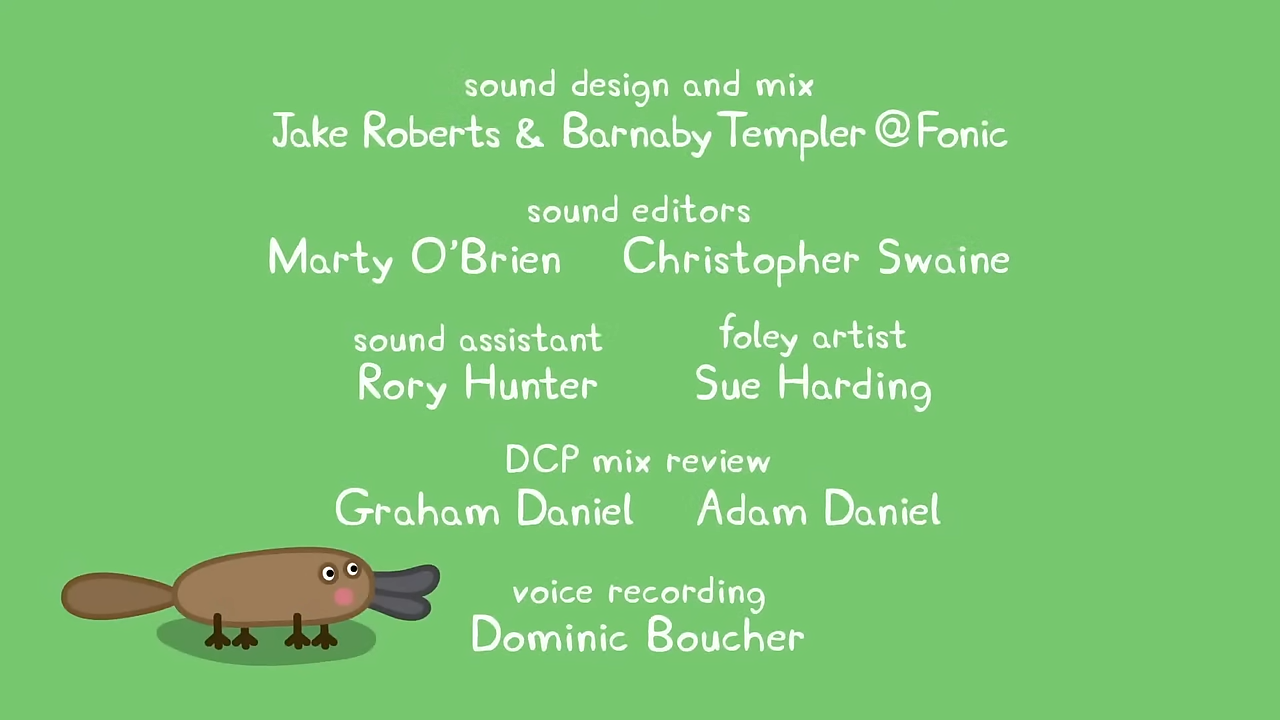 sound design and mix
Jake Roberts & Barnaby Templer @ Fonic
sound editors
Marty O'Brien Christopher Swaine
sound assistant foley artist
Rory Hunter Sue Harding
DCP mix review
Graham Daniel Adam Daniel
voice recording
Dominic Boucher